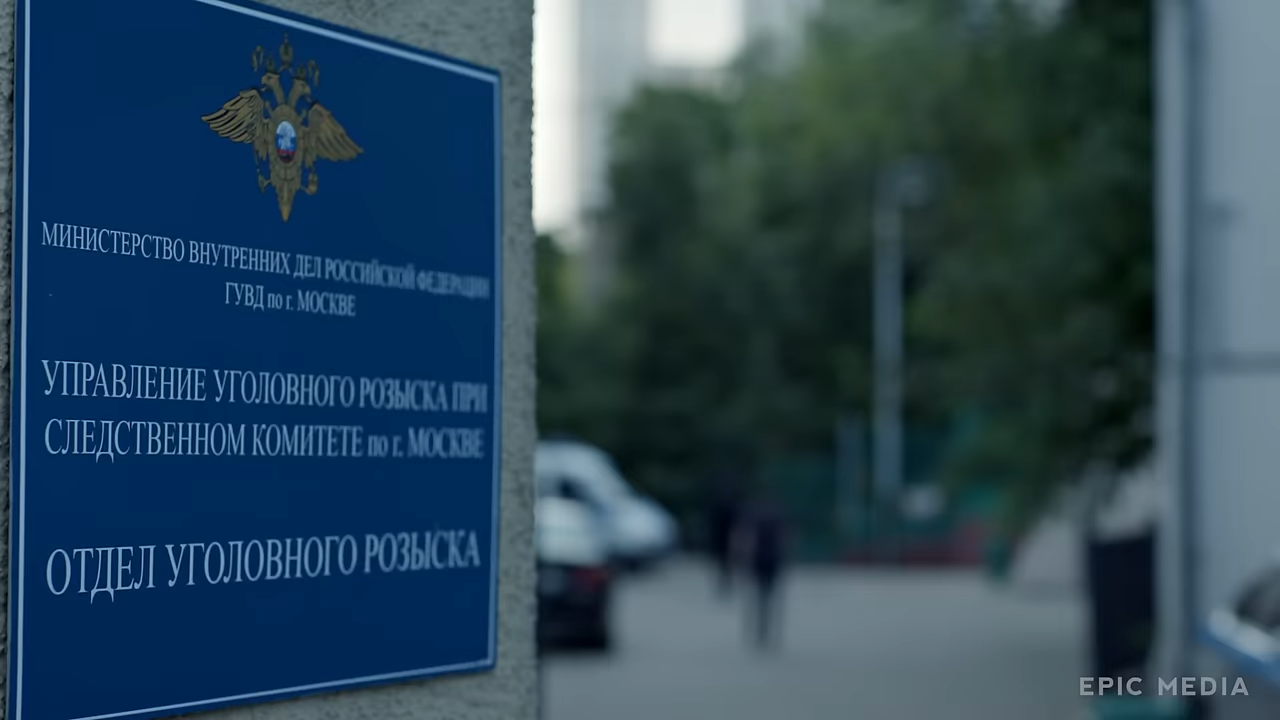 МИНИСТЕРСТВО ВНУТРЕННИХ ДЕЛ РОССИЙСКОЙ ФЕДЕРАЦИИ
ГУВД по г. МОСКВЕ
УПРАВЛЕНИЕ УГОЛОВНОГО РОЗЫСКА ПРИ
СЛЕДСТВЕННОМ КОМИТЕТЕ по г. МОСКВЕ
ОТДЕЛ УГОЛОВНОГО РОЗЫСКА
EPIC MEDIA